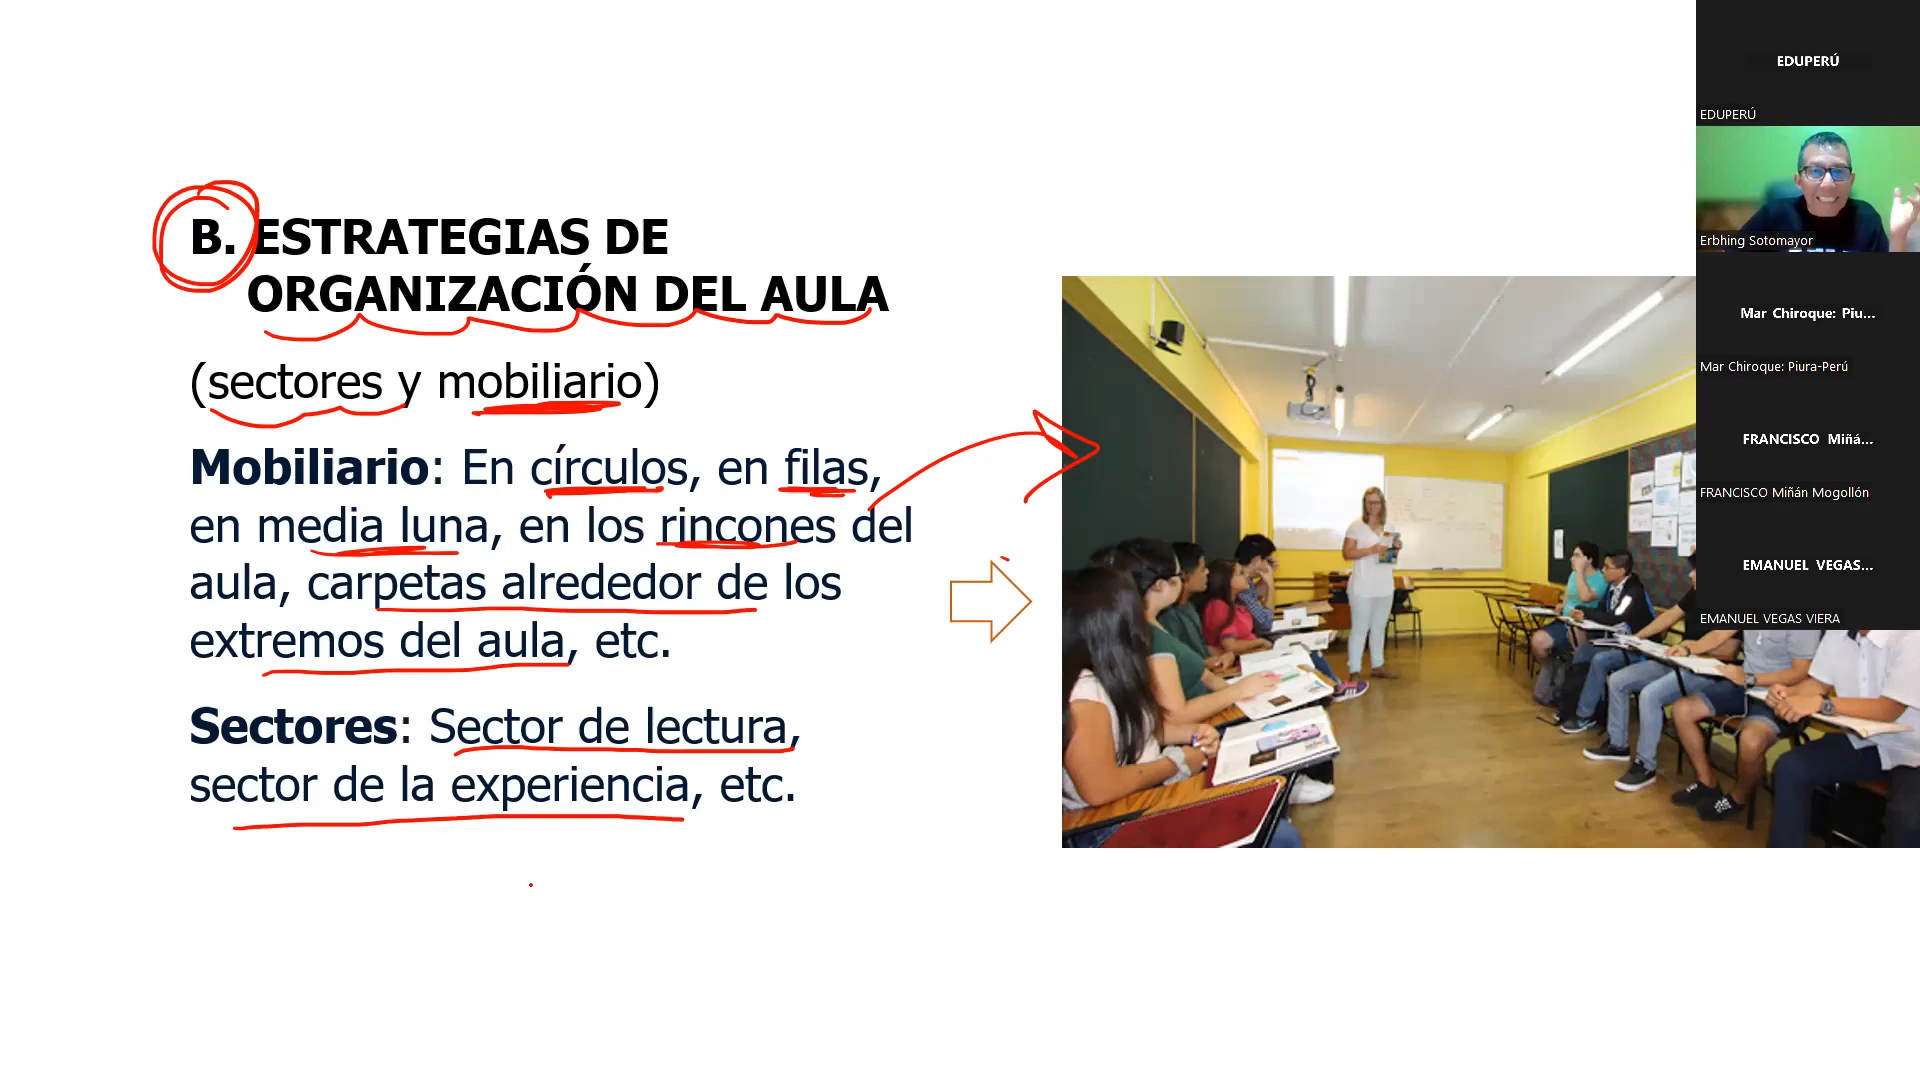 B. ESTRATEGIAS DE
ORGANIZACIÓN DEL AULA
(sectores y mobiliario)
Mobiliario: En círculos, en filas,
en media luna, en los rincones del
aula, carpetas alrededor de los
extremos del aula, etc.
Sectores: Sector de lectura,
sector de la experiencia, etc.
EDUPERÚ
EDUPERÚ
Erbhing Sotomayor
Mar Chiroque: Piu...
Mar Chiroque: Piura-Perú
FRANCISCO Miñá...
FRANCISCO Miñán Mogollón
EMANUEL VEGAS...
EMANUEL VEGAS VIERA